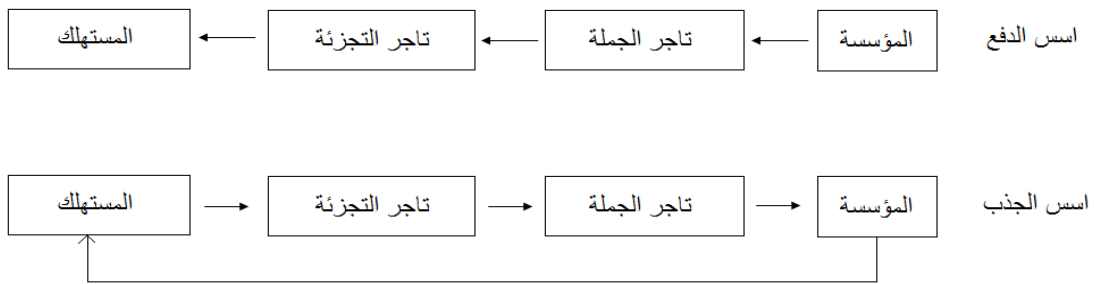 اسس الدفع
المؤسسة
تاجر الجملة
تاجر التجزئة
المستهلك
اسس الجذب
المؤسسة
تاجر الجملة
تاجر التجزئة
المستهلك